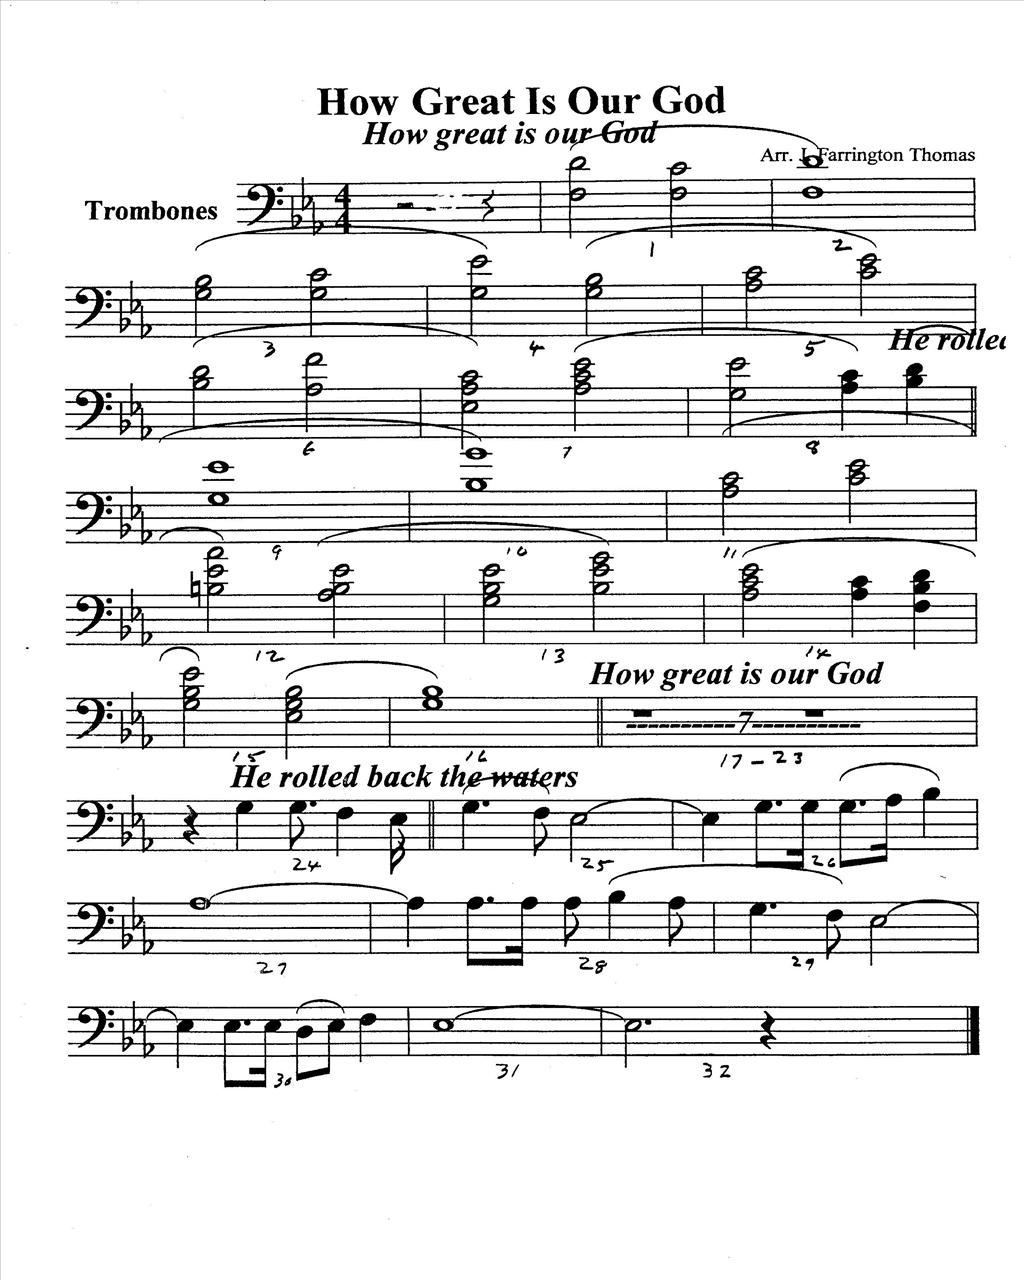 How Great Is Our God
How great is our God
Arr. J. Farrington Thomas
Trombones
4
4
1 2
3 4 5 He rolled
6 7 8
9 10 11
12 13 14
How great is our God
7
15 16 17-23
He rolled back the waters
24 25 26
27 28 29
30 31 32